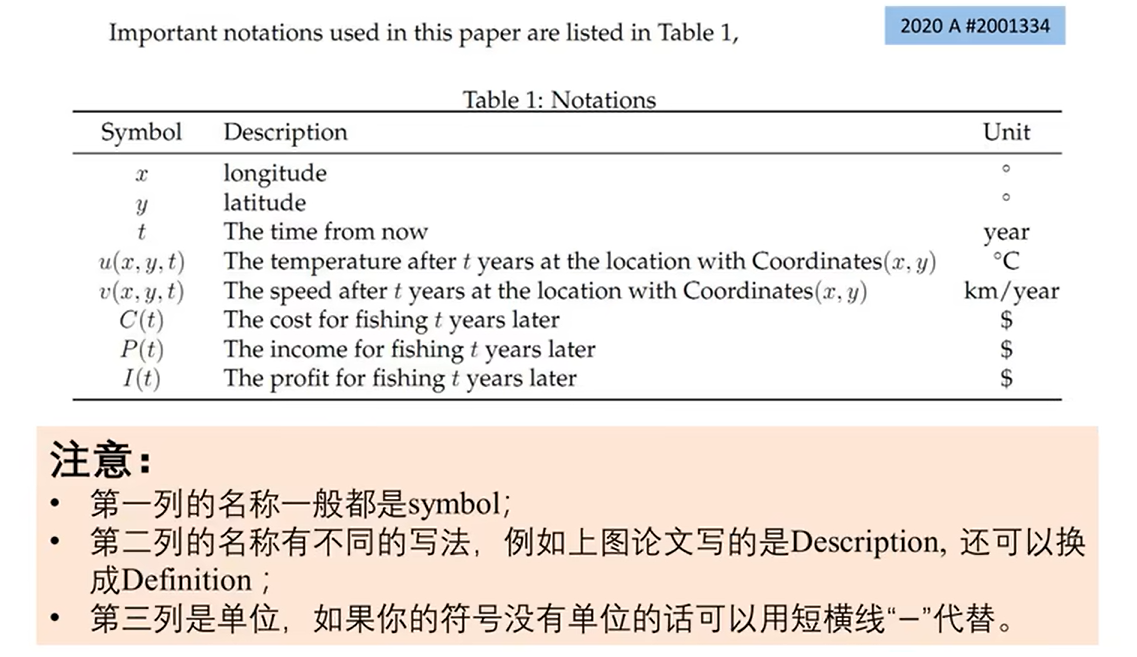 Important notations used in this paper are listed in Table 1,
2020 A #2001334
Table 1: Notations
Symbol Description Unit
x longitude °
y latitude °
t The time from now year
u(x, y, t) The temperature after t years at the location with Coordinates(x, y) °C
v(x, y, t) The speed after t years at the location with Coordinates(x, y) km/year
C(t) The cost for fishing t years later $
P(t) The income for fishing t years later $
I(t) The profit for fishing t years later $
注意：
• 第一列的名称一般都是symbol；
• 第二列的名称有不同的写法，例如上图论文写的是Description, 还可以换
成Definition；
• 第三列是单位，如果你的符号没有单位的话可以用短横线“–”代替。